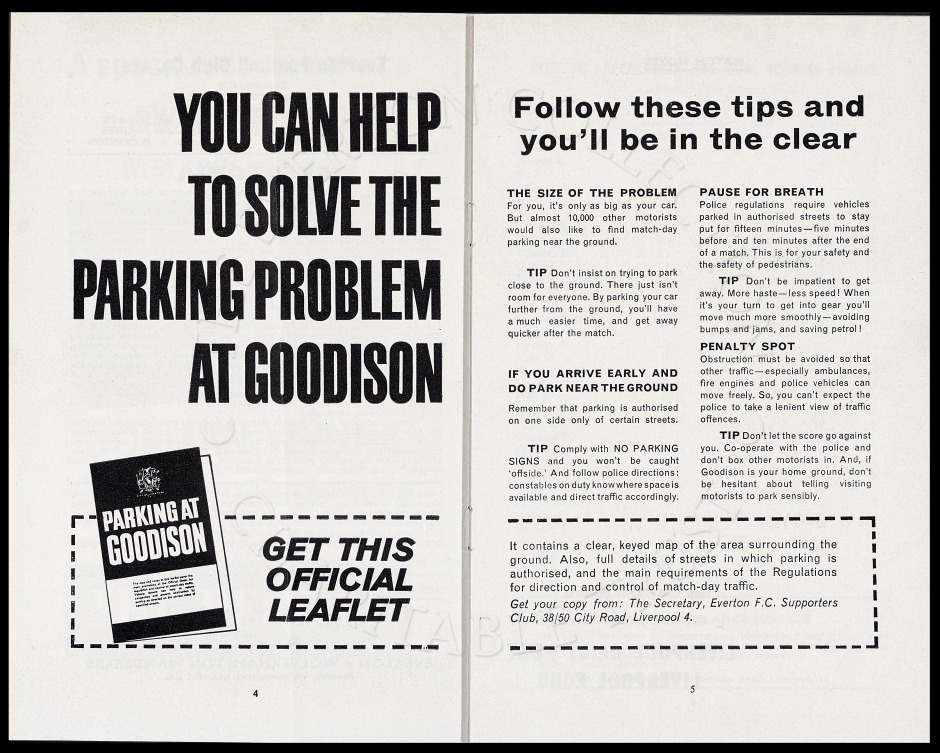 YOU CAN HELP
TO SOLVE THE
PARKING PROBLEM
AT GOODISON
PARKING AT
GOODISON
GET THIS
OFFICIAL
LEAFLET
4
Follow these tips and
you'll be in the clear
THE SIZE OF THE PROBLEM
For you, it's only as big as your car.
But almost 10,000 other motorists
would also like to find match-day
parking near the ground.
TIP Don't insist on trying to park
close to the ground. There just isn't
room for everyone. By parking your car
further from the ground, you'll have
a much easier time, and get away
quicker after the match.
IF YOU ARRIVE EARLY AND
DO PARK NEAR THE GROUND
Remember that parking is authorised
on one side only of certain streets.
TIP Comply with NO PARKING
SIGNS and you won't be caught
'offside.' And follow police directions:
constables on duty know where space is
available and direct traffic accordingly.
PAUSE FOR BREATH
Police regulations require vehicles
parked in authorised streets to stay
put for fifteen minutes—five minutes
before and ten minutes after the end
of a match. This is for your safety and
the safety of pedestrians.
TIP Don't be impatient to get
away. More haste—less speed! When
it's your turn to get into gear you'll
move much more smoothly—avoiding
bumps and jams, and saving petrol!
PENALTY SPOT
Obstruction must be avoided so that
other traffic—especially ambulances,
fire engines and police vehicles can
move freely. So, you can't expect the
police to take a lenient view of traffic
offences.
TIP Don't let the score go against
you. Co-operate with the police and
don't box other motorists in. And, if
Goodison is your home ground, don't
be hesitant about telling visiting
motorists to park sensibly.
It contains a clear, keyed map of the area surrounding the
ground. Also, full details of streets in which parking is
authorised, and the main requirements of the Regulations
for direction and control of match-day traffic.
Get your copy from: The Secretary, Everton F.C. Supporters
Club, 38/50 City Road, Liverpool 4.
5